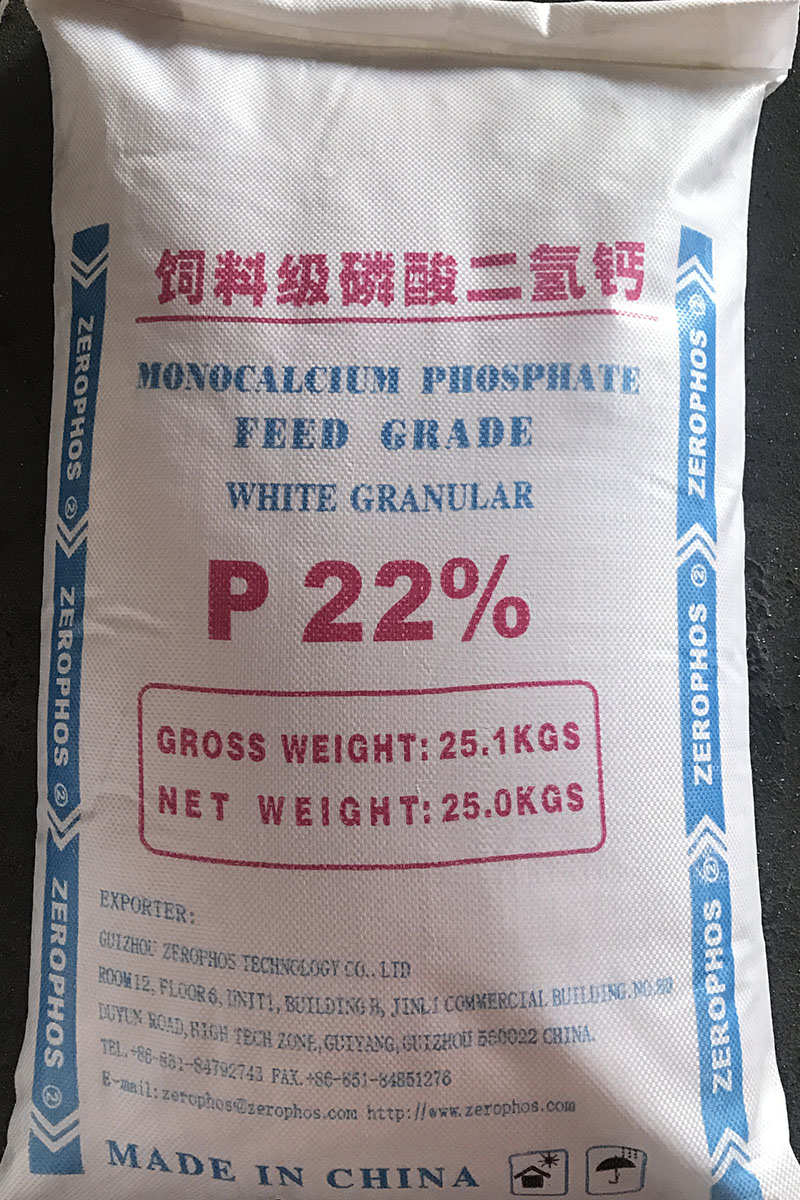 饲料级磷酸二氢钙
MONOCALCIUM PHOSPHATE
FEED GRADE
WHITE GRANULAR
P 22%
GROSS WEIGHT: 25.1KGS
NET WEIGHT: 25.0KGS
EXPORTER:
GUIZHOU ZEROPHOS TECHNOLOGY CO., LTD
ROOM12, FLOOR6, UNIT1, BUILDING B, JINLI COMMERCIAL BUILDING,
DUYUN ROAD, HIGH TECH ZONE, GUIYANG, GUIZHOU 550022 CHINA.
TEL.+86-851-84792743 FAX.+86-851-84851276
E-mail: zerophos@zerophos.com http://www.zerophos.com
MADE IN CHINA
ZEROPHOS
ZEROPHOS
ZEROPHOS
ZEROPHOS
ZEROPHOS
ZEROPHOS